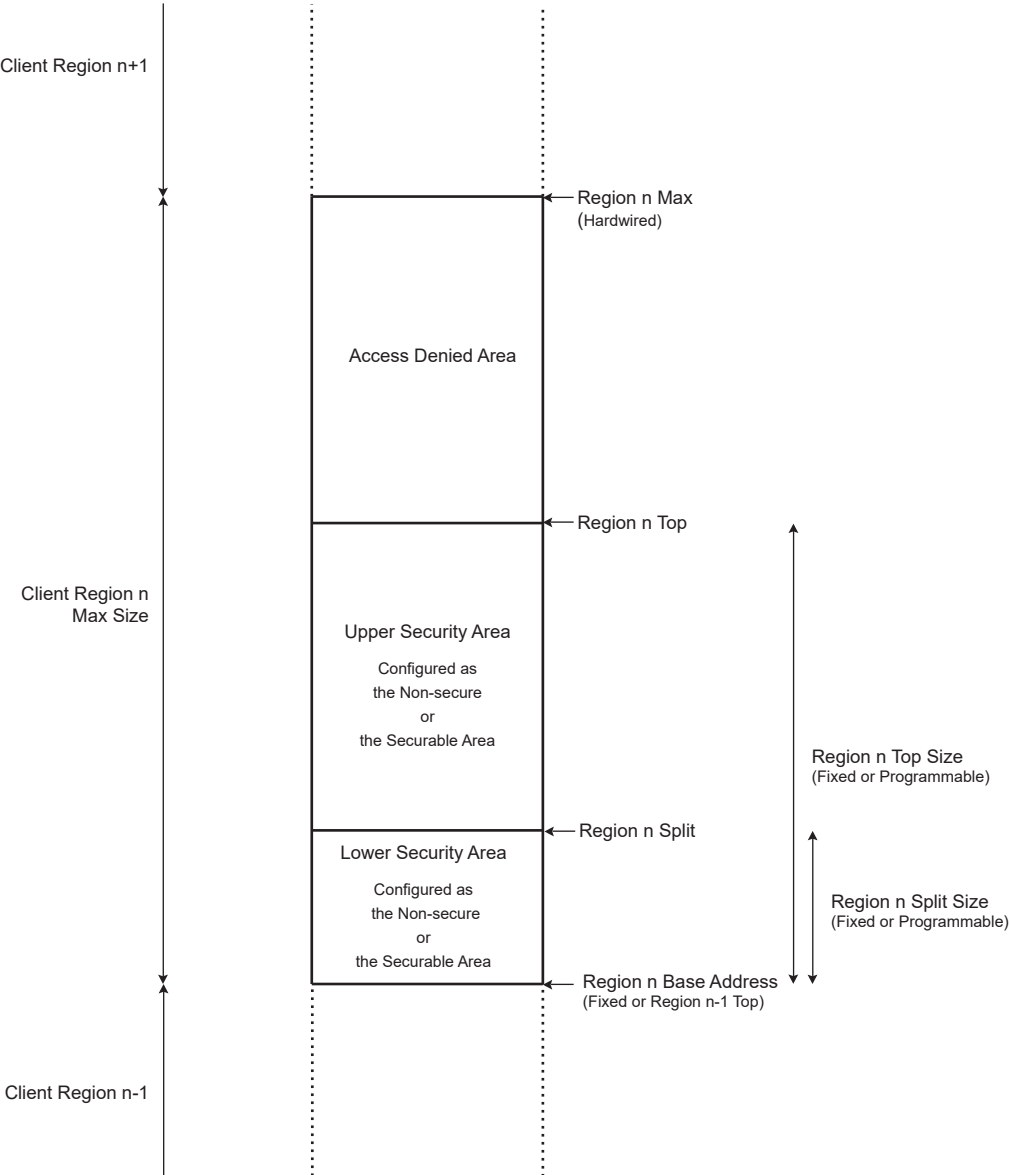 Client Region n+1
Region n Max
(Hardwired)
Access Denied Area
Region n Top
Client Region n
Max Size
Upper Security Area
Configured as
the Non-secure
or
the Securable Area
Region n Top Size
(Fixed or Programmable)
Region n Split
Lower Security Area
Configured as
the Non-secure
or
the Securable Area
Region n Split Size
(Fixed or Programmable)
Region n Base Address
(Fixed or Region n-1 Top)
Client Region n-1